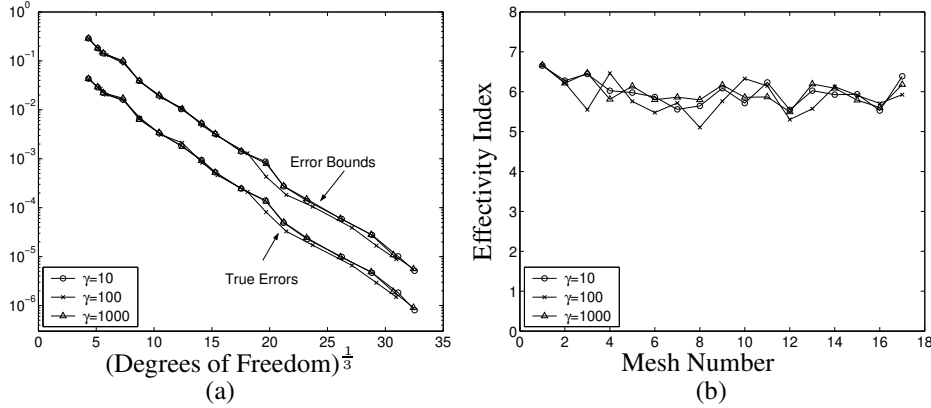 10^0
10^-1
10^-2
10^-3
10^-4
10^-5
10^-6
0 5 10 15 20 25 30 35
Error Bounds
True Errors
γ=10
γ=100
γ=1000
(Degrees of Freedom)^{1/3}
(a)
8
7
6
5
4
3
2
1
0
0 2 4 6 8 10 12 14 16 18
Effectivity Index
γ=10
γ=100
γ=1000
Mesh Number
(b)